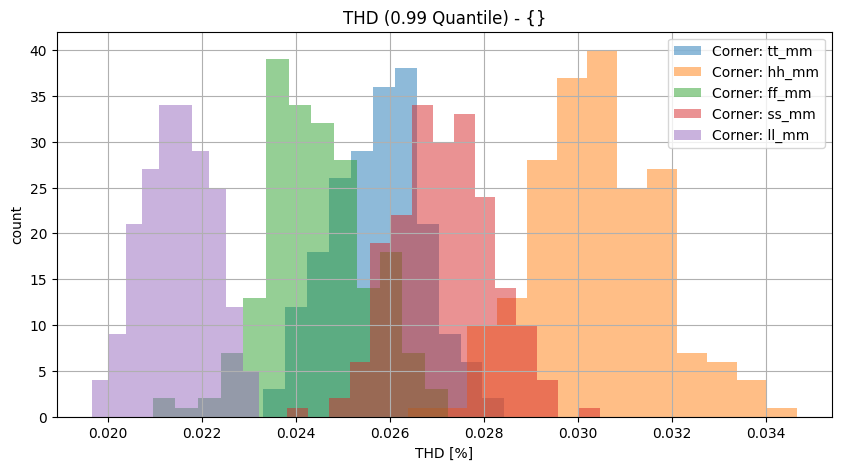 THD (0.99 Quantile) - {}
40
35
30
25
20
15
10
5
0
count
0.020
0.022
0.024
0.026
0.028
0.030
0.032
0.034
THD [%]
Corner: tt_mm
Corner: hh_mm
Corner: ff_mm
Corner: ss_mm
Corner: ll_mm